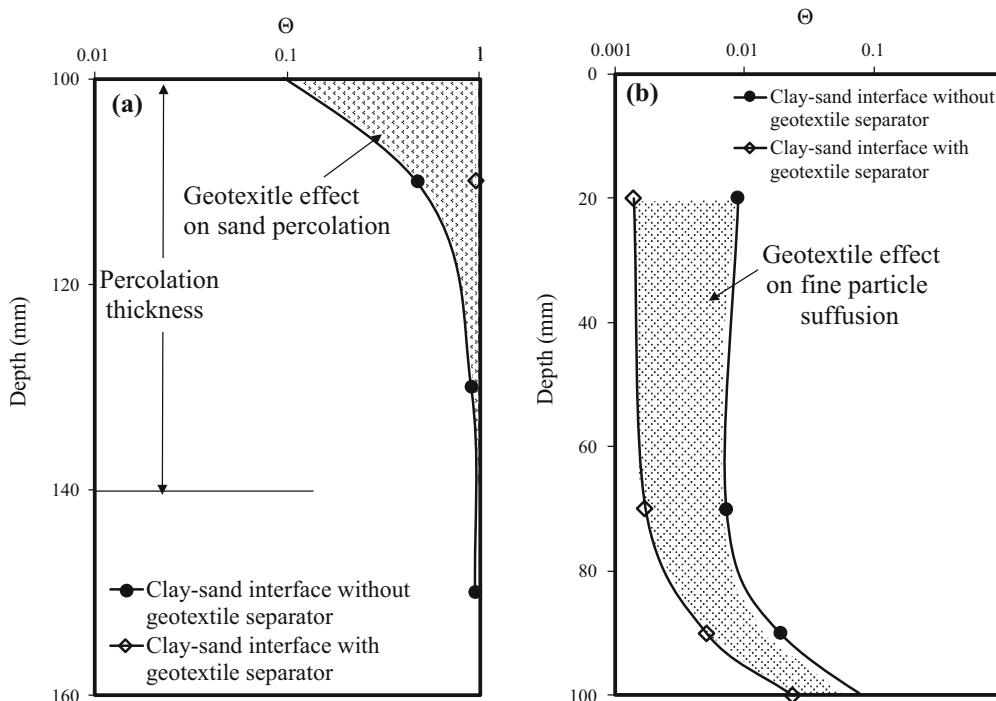 Θ
0.01 0.1 1
100
(a)
Geotexitle effect
on sand percolation
120
Percolation
thickness
Depth (mm)
140
Clay-sand interface without
geotextile separator
Clay-sand interface with
geotextile separator
160
Θ
0.001 0.01 0.1
0
(b)
Clay-sand interface without
geotextile separator
Clay-sand interface with
geotextile separator
20
Geotextile effect
on fine particle
suffusion
40
Depth (mm)
60
80
100